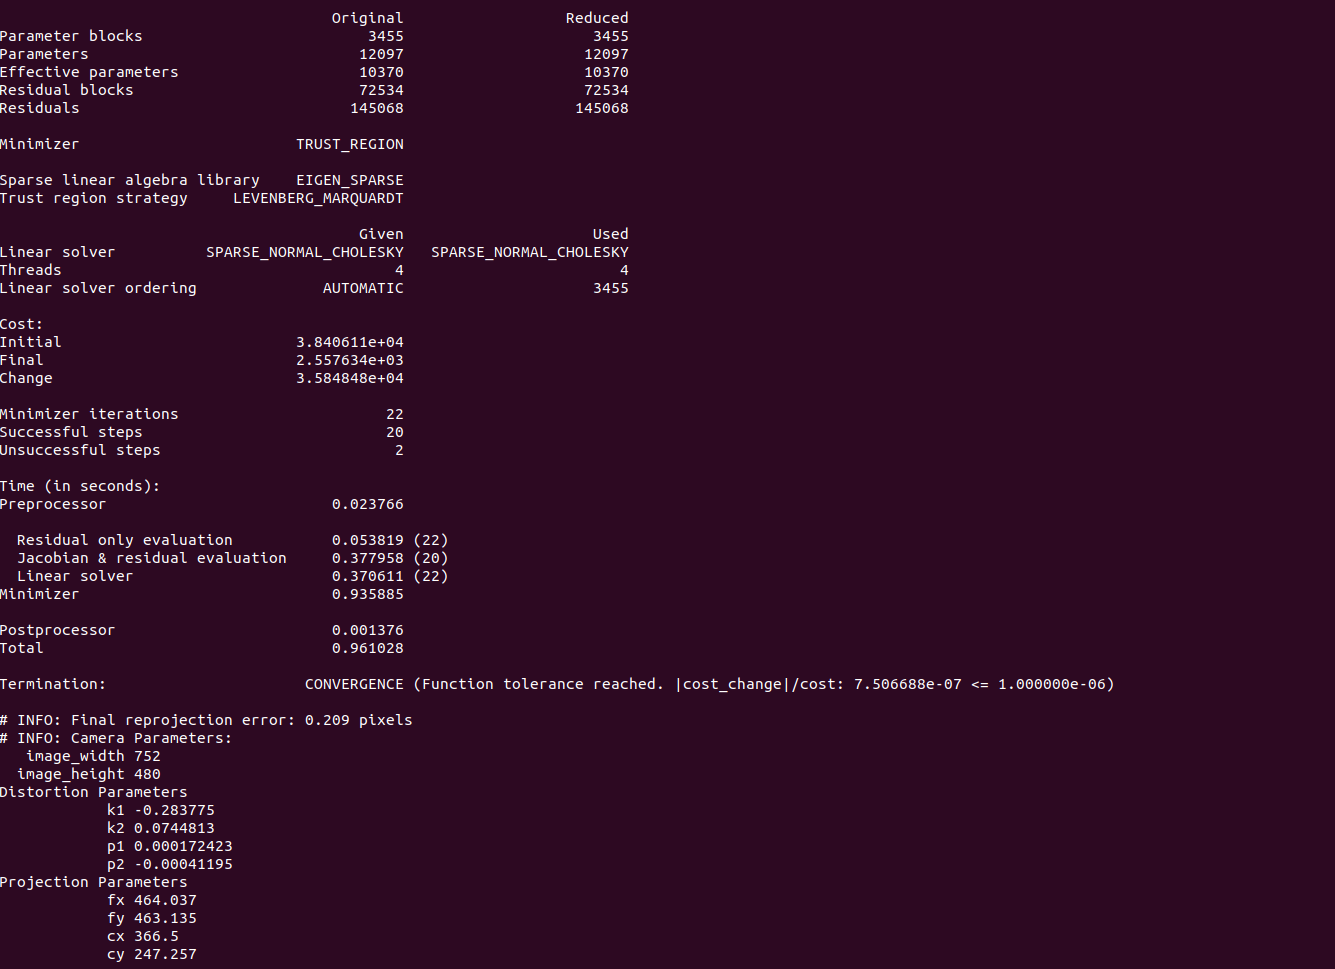 Original Reduced
Parameter blocks 3455 3455
Parameters 12097 12097
Effective parameters 10370 10370
Residual blocks 72534 72534
Residuals 145068 145068
Minimizer TRUST_REGION
Sparse linear algebra library EIGEN_SPARSE
Trust region strategy LEVENBERG_MARQUARDT
Given Used
Linear solver SPARSE_NORMAL_CHOLESKY SPARSE_NORMAL_CHOLESKY
Threads 4 4
Linear solver ordering AUTOMATIC 3455
Cost:
Initial 3.840611e+04
Final 2.557634e+03
Change 3.584848e+04
Minimizer iterations 22
Successful steps 20
Unsuccessful steps 2
Time (in seconds):
Preprocessor 0.023766
Residual only evaluation 0.053819 (22)
Jacobian & residual evaluation 0.377958 (20)
Linear solver 0.370611 (22)
Minimizer 0.935885
Postprocessor 0.001376
Total 0.961028
Termination: CONVERGENCE (Function tolerance reached. |cost_change|/cost: 7.506688e-07 <= 1.000000e-06)
# INFO: Final reprojection error: 0.209 pixels
# INFO: Camera Parameters:
image_width 752
image_height 480
Distortion Parameters
k1 -0.283775
k2 0.0744813
p1 0.000172423
p2 -0.00041195
Projection Parameters
fx 464.037
fy 463.135
cx 366.5
cy 247.257